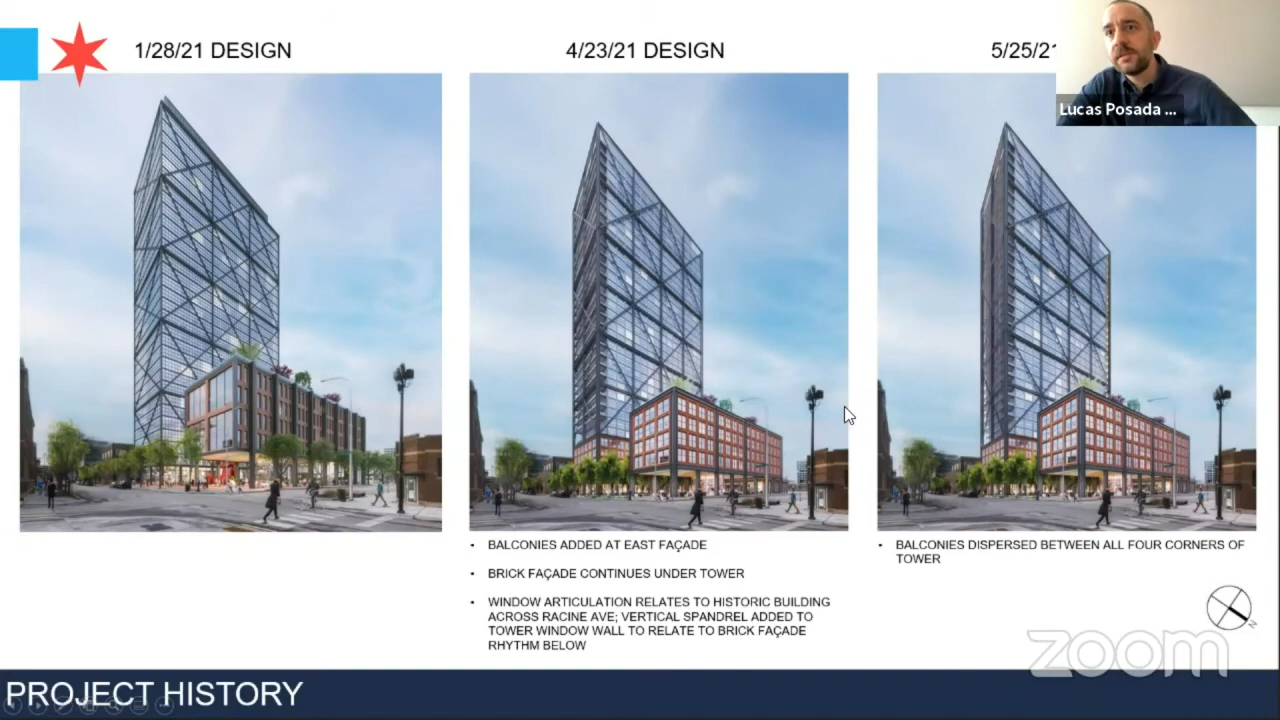 1/28/21 DESIGN
4/23/21 DESIGN
5/25/21
Lucas Posada ...
• BALCONIES ADDED AT EAST FAÇADE
• BRICK FAÇADE CONTINUES UNDER TOWER
• WINDOW ARTICULATION RELATES TO HISTORIC BUILDING
ACROSS RACINE AVE; VERTICAL SPANDREL ADDED TO
TOWER WINDOW WALL TO RELATE TO BRICK FAÇADE
RHYTHM BELOW
• BALCONIES DISPERSED BETWEEN ALL FOUR CORNERS OF
TOWER
N
zoom
PROJECT HISTORY